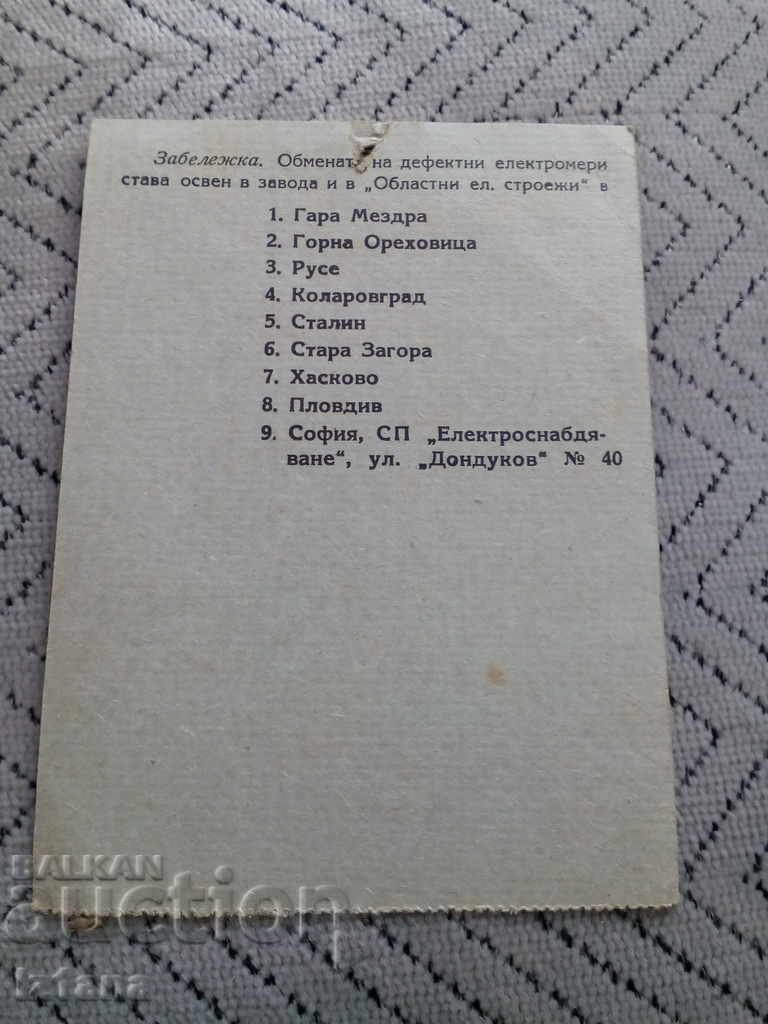 Забележка. Обмената на дефектни електромери
става освен в завода и в „Областни ел. строежи“ в
1. Гара Мездра
2. Горна Ореховица
3. Русе
4. Коларовград
5. Сталин
6. Стара Загора
7. Хасково
8. Пловдив
9. София, СП „Електроснабдя-
ване“, ул. „Дондуков“ № 40
BALKAN
auction
iztana